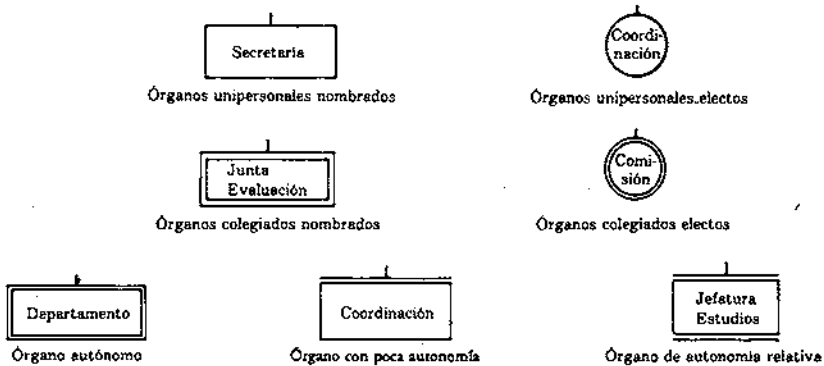 Secretaría
Coordi-
nación
Órganos unipersonales nombrados
Órganos unipersonales electos
Junta
Evaluación
Comi-
sión
Órganos colegiados nombrados
Órganos colegiados electos
Departamento
Coordinación
Jefatura
Estudios
Órgano autónomo
Órgano con poca autonomía
Órgano de autonomía relativa